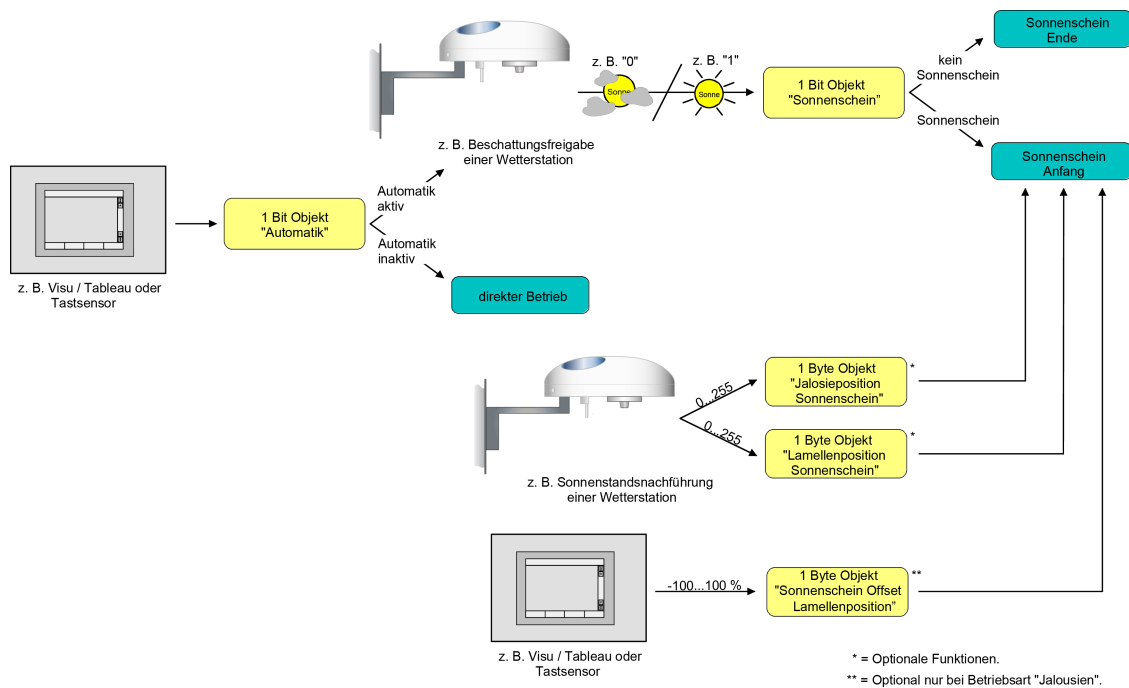 Sonnenschein
Ende
z. B. "0"
z. B. "1"
kein
Sonnenschein
Sonne
Sonne
1 Bit Objekt
"Sonnenschein"
Sonnenschein
z. B. Beschattungsfreigabe
einer Wetterstation
Sonnenschein
Anfang
Automatik
aktiv
1 Bit Objekt
"Automatik"
Automatik
inaktiv
z. B. Visu / Tableau oder
Tastsensor
direkter Betrieb
0...255
1 Byte Objekt
"Jalosieposition
Sonnenschein"
*
0...255
1 Byte Objekt
"Lamellenposition
Sonnenschein"
*
z. B. Sonnenstandsnachführung
einer Wetterstation
-100...100 %
1 Byte Objekt
"Sonnenschein Offset
Lamellenposition"
**
z. B. Visu / Tableau oder
Tastsensor
* = Optionale Funktionen.
** = Optional nur bei Betriebsart "Jalousien".